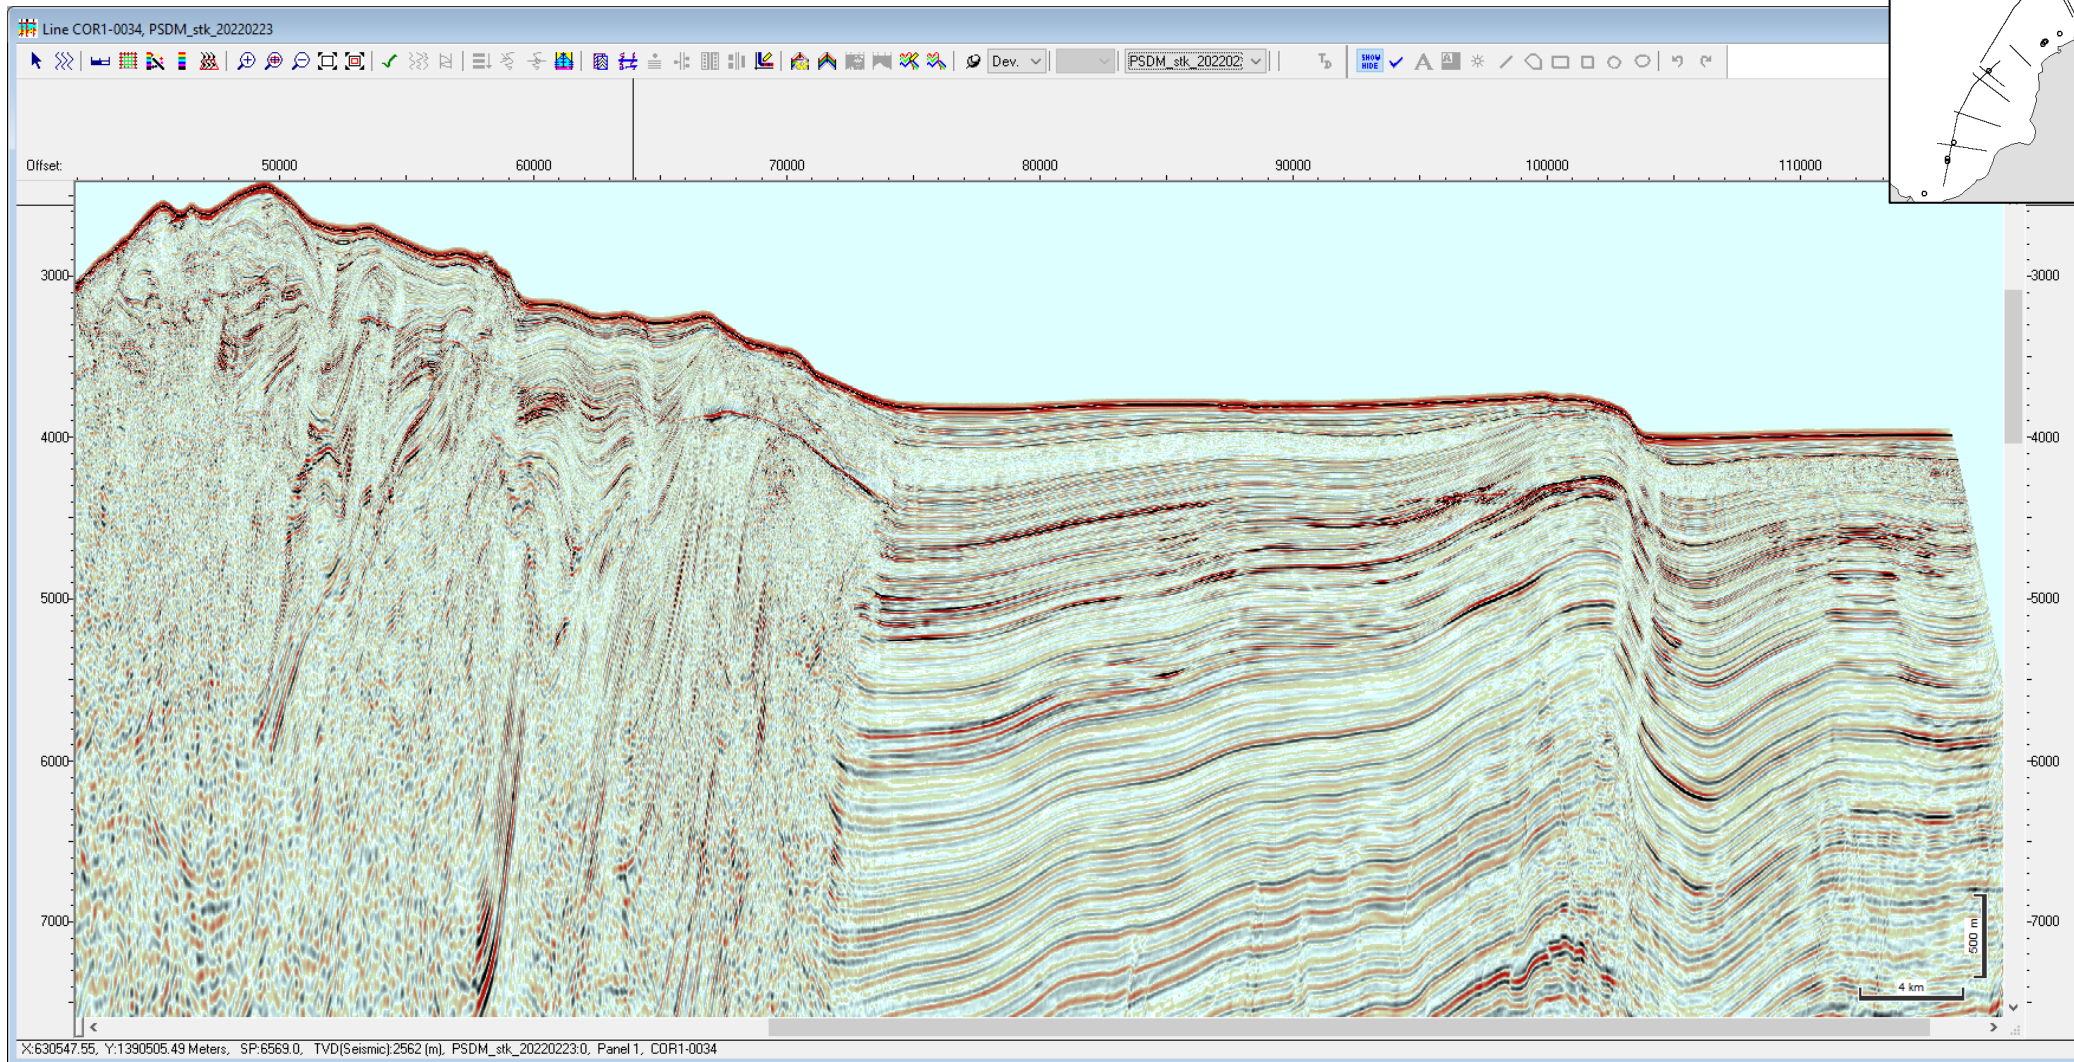 Line COR1-0034, PSDM_stk_20220223
Dev.
PSDM_stk_202202
SHOW
HIDE
A
Offset:
50000 60000 70000 80000 90000 100000 110000
3000 3000
4000 4000
5000 5000
6000 6000
7000 7000
500 m
4 km
X:630547.55, Y:1390505.49 Meters, SP:6569.0, TVD(Seismic):2562 (m), PSDM_stk_20220223:0, Panel 1, COR1-0034